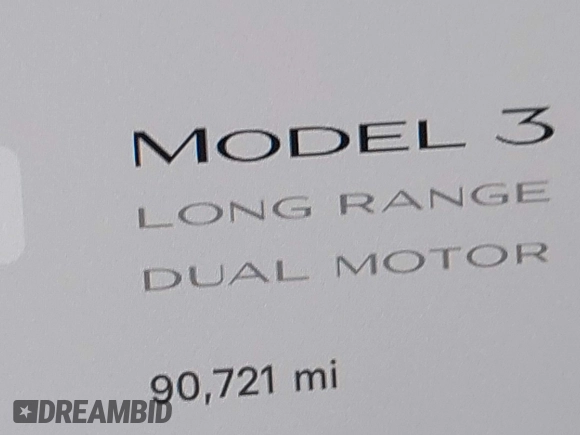 MODEL 3
LONG RANGE
DUAL MOTOR
90,721 mi
DREAMBID